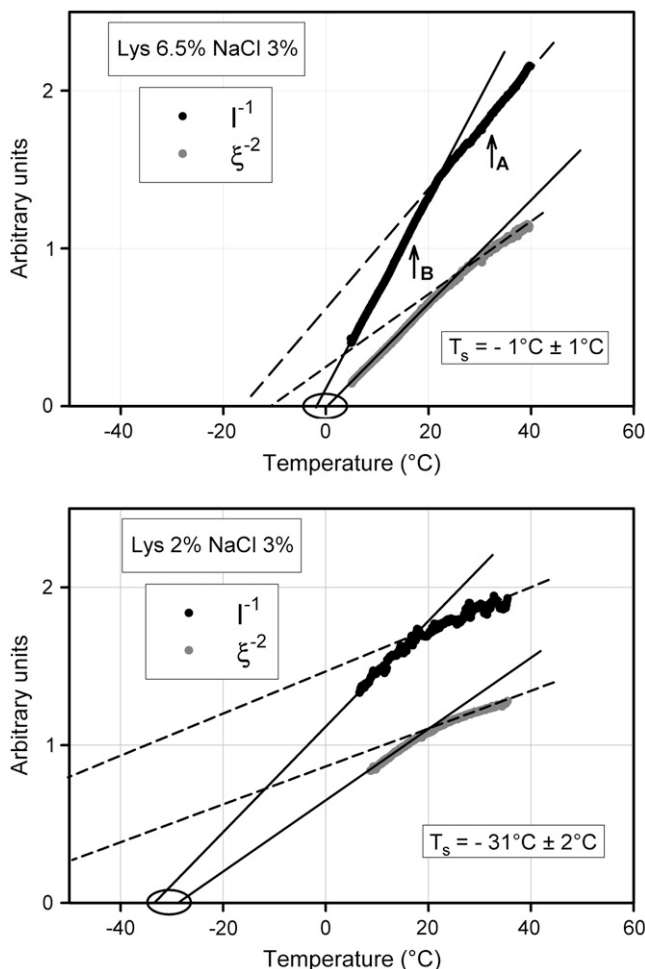 Lys 6.5% NaCl 3%
I⁻¹
ξ⁻²
A
B
T_s = - 1°C ± 1°C
Arbitrary units
2
1
0
-40 -20 0 20 40 60
Temperature (°C)
Lys 2% NaCl 3%
I⁻¹
ξ⁻²
T_s = - 31°C ± 2°C
Arbitrary units
2
1
0
-40 -20 0 20 40 60
Temperature (°C)